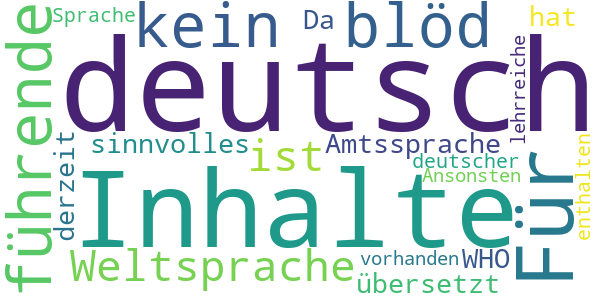 Sprache
kein
Da
blöd
hat
deutsch
führende
lehrreiche
derzeit
sinnvolles
ist
Amtssprache
deutscher
Ansonsten
enthalten
Inhalte
Für
Weltsprache
vorhanden
WHO
übersetzt